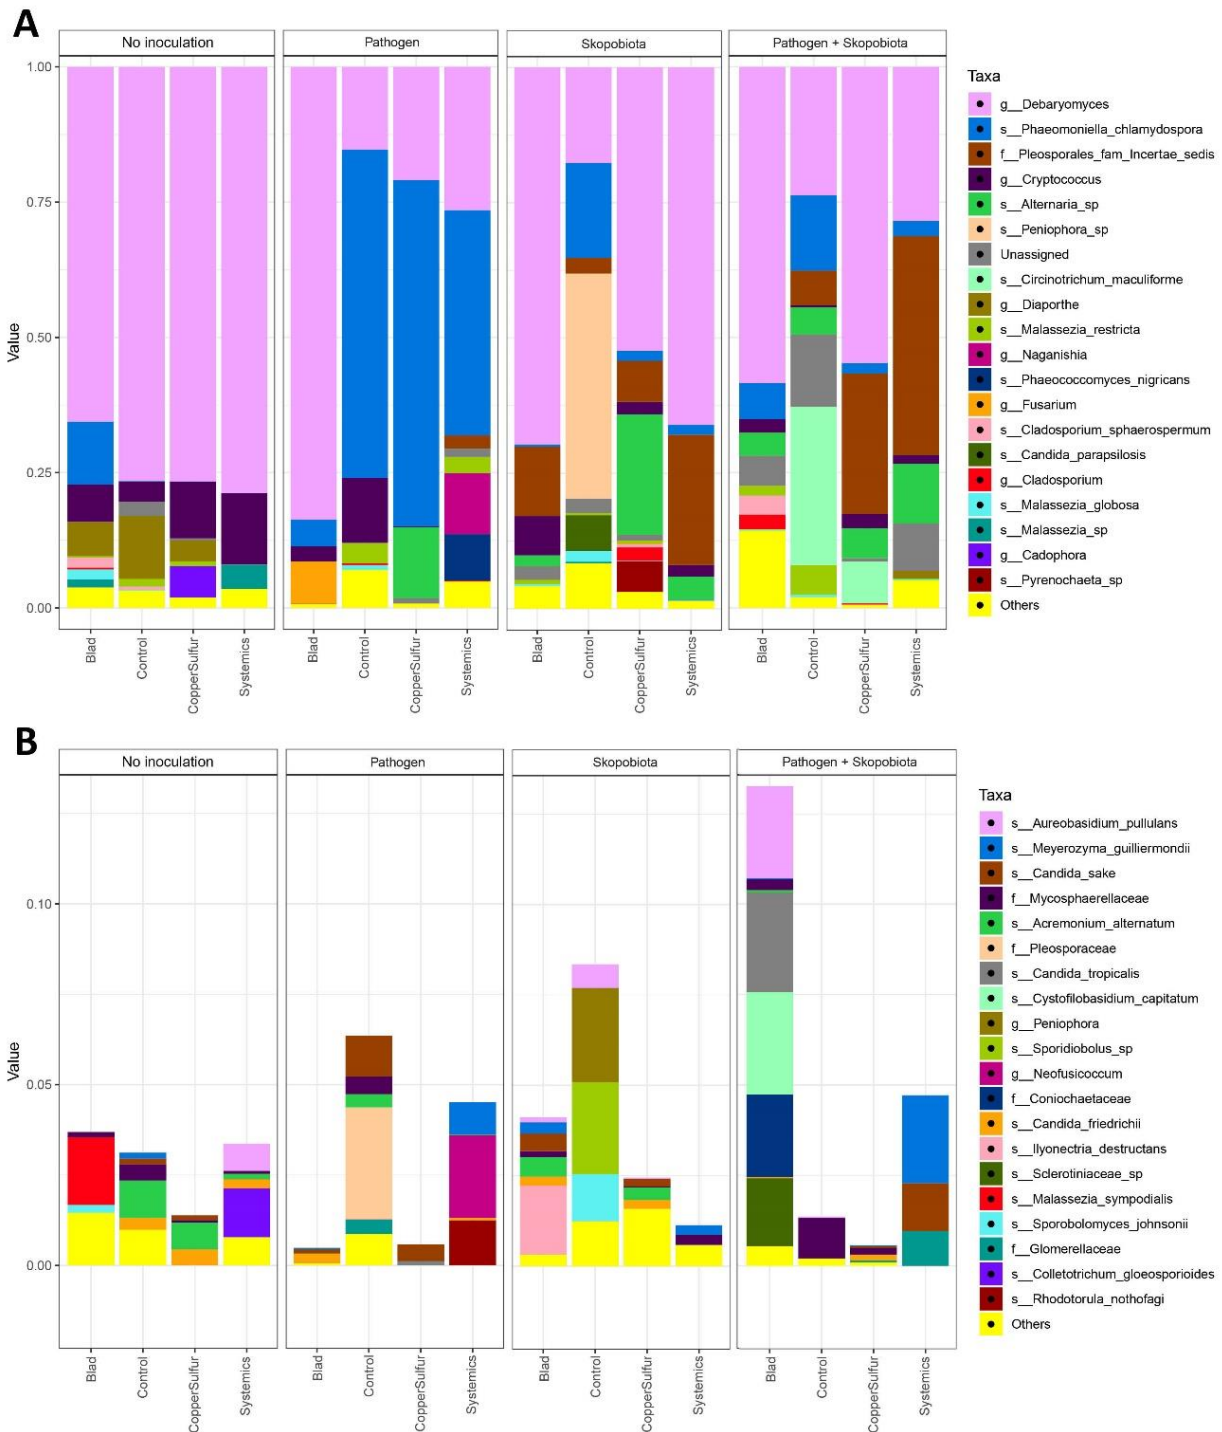 A
No inoculation
Pathogen
Skopobiota
Pathogen + Skopobiota
1.00
0.75
0.50
0.25
0.00
Value
Blad
Control
CopperSulfur
Systemics
Blad
Control
CopperSulfur
Systemics
Blad
Control
CopperSulfur
Systemics
Blad
Control
CopperSulfur
Systemics
Taxa
g__Debaryomyces
s__Phaeomoniella_chlamydospora
f__Pleosporales_fam_Incertae_sedis
g__Cryptococcus
s__Alternaria_sp
s__Peniophora_sp
Unassigned
s__Circinotrichum_maculiforme
g__Diaporthe
s__Malassezia_restricta
g__Naganishia
s__Phaeococcomyces_nigricans
g__Fusarium
s__Cladosporium_sphaerospermum
s__Candida_parapsilosis
g__Cladosporium
s__Malassezia_globosa
s__Malassezia_sp
g__Cadophora
s__Pyrenochaeta_sp
Others
B
No inoculation
Pathogen
Skopobiota
Pathogen + Skopobiota
0.10
0.05
0.00
Value
Blad
Control
CopperSulfur
Systemics
Blad
Control
CopperSulfur
Systemics
Blad
Control
CopperSulfur
Systemics
Blad
Control
CopperSulfur
Systemics
Taxa
s__Aureobasidium_pullulans
s__Meyerozyma_guilliermondii
s__Candida_sake
f__Mycosphaerellaceae
s__Acremonium_alternatum
f__Pleosporaceae
s__Candida_tropicalis
s__Cystofilobasidium_capitatum
g__Peniophora
s__Sporidiobolus_sp
g__Neofusicoccum
f__Coniochaetaceae
s__Candida_friedrichii
s__Ilyonectria_destructans
s__Sclerotiniaceae_sp
s__Malassezia_sympodialis
s__Sporobolomyces_johnsonii
f__Glomerellaceae
s__Colletotrichum_gloeosporioides
s__Rhodotorula_nothofagi
Others